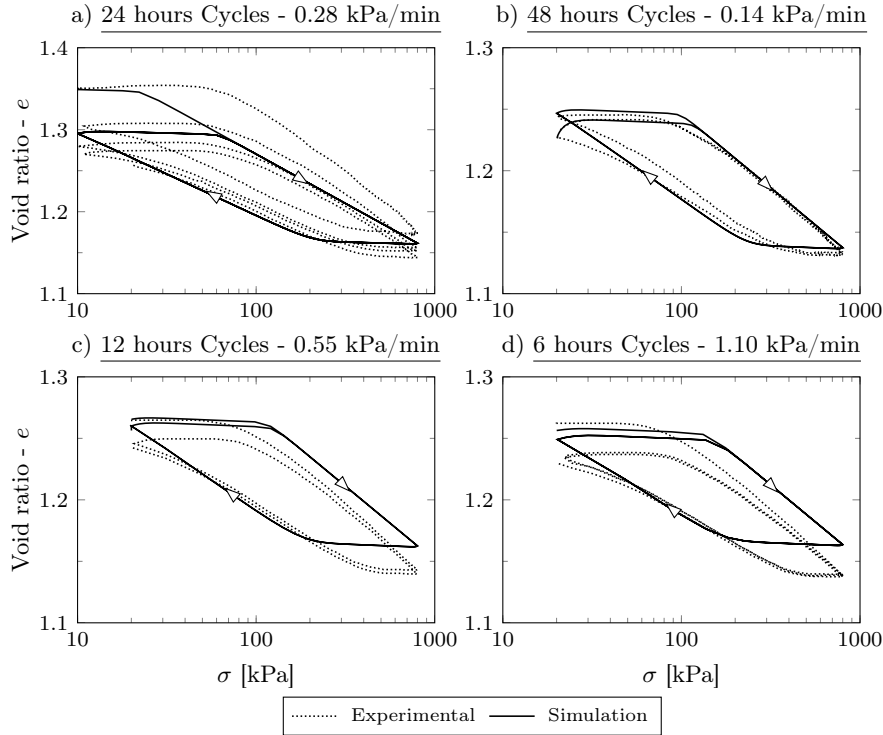 a) 24 hours Cycles - 0.28 kPa/min
b) 48 hours Cycles - 0.14 kPa/min
1.4
1.3
1.2
1.1
Void ratio - e
10
100
1000
1.3
1.2
1.1
10
100
1000
c) 12 hours Cycles - 0.55 kPa/min
d) 6 hours Cycles - 1.10 kPa/min
1.3
1.2
1.1
Void ratio - e
10
100
1000
σ [kPa]
1.3
1.2
1.1
10
100
1000
σ [kPa]
Experimental
Simulation